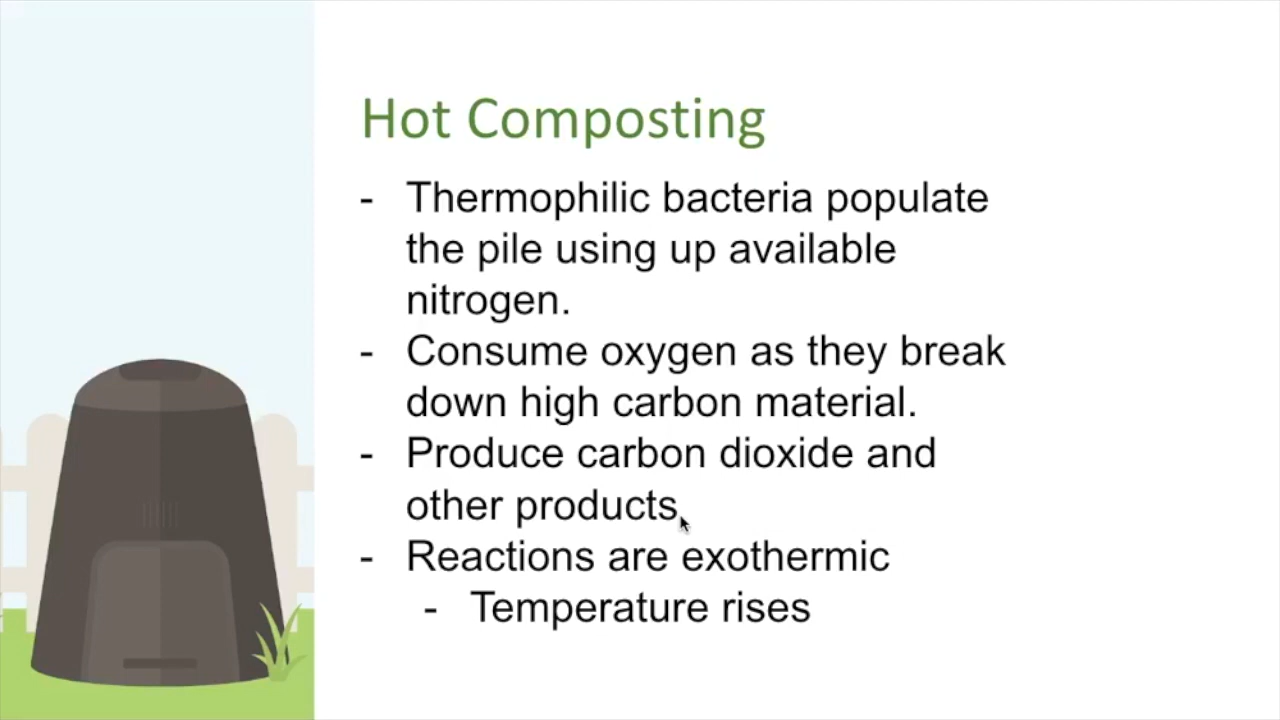 Hot Composting
- Thermophilic bacteria populate
the pile using up available
nitrogen.
- Consume oxygen as they break
down high carbon material.
- Produce carbon dioxide and
other products.
- Reactions are exothermic
- Temperature rises